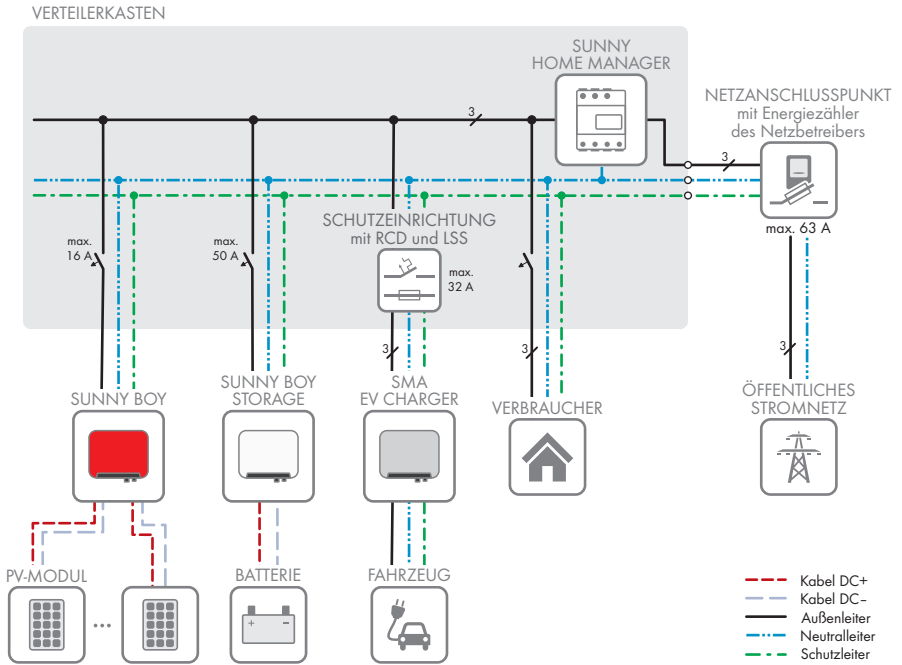 VERTEILERKASTEN
SUNNY
HOME MANAGER
NETZANSCHLUSSPUNKT
mit Energiezähler
des Netzbetreibers
3
3
max. 63 A
SCHUTZEINRICHTUNG
mit RCD und LSS
max.
16 A
max.
50 A
max.
32 A
3
3
3
SUNNY BOY
SUNNY BOY
STORAGE
SMA
EV CHARGER
VERBRAUCHER
ÖFFENTLICHES
STROMNETZ
PV-MODUL
...
BATTERIE
+ -
FAHRZEUG
Kabel DC+
Kabel DC–
Außenleiter
Neutralleiter
Schutzleiter